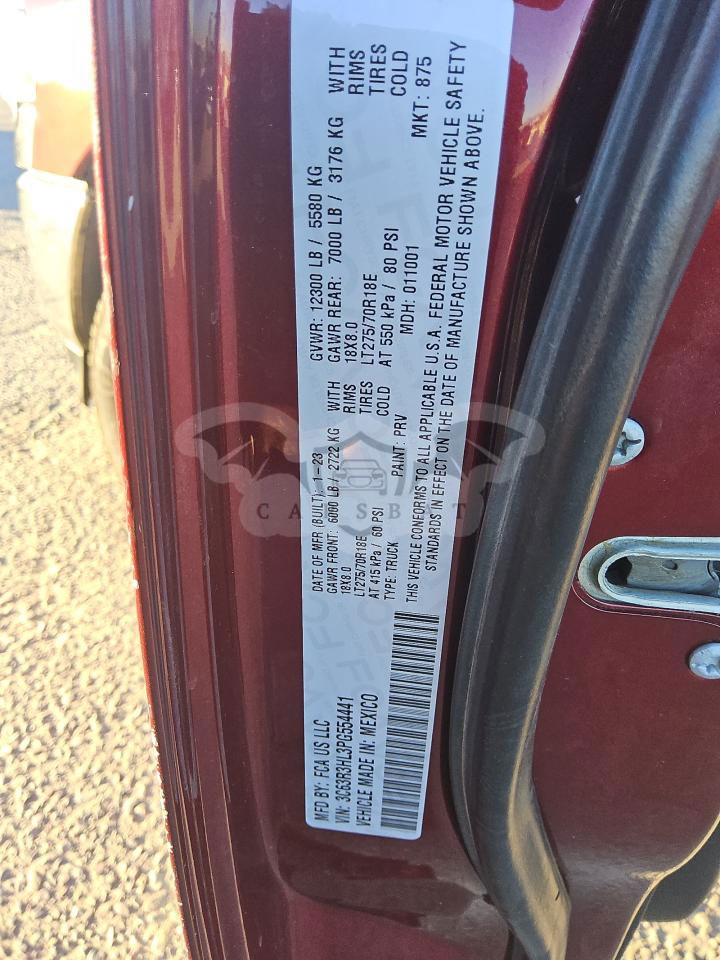 MFD BY: FCA US LLC
DATE OF MFR (BUILT) 1-23
GVWR: 12300 LB / 5580 KG
VIN: 3C63R3HL3PG554441
GAWR FRONT: 6000 LB / 2722 KG WITH
GAWR REAR: 7000 LB / 3176 KG WITH
VEHICLE MADE IN: MEXICO
18X8.0 RIMS
18X8.0 RIMS
LT275/70R18E TIRES
LT275/70R18E TIRES
AT 415 kPa / 60 PSI COLD
AT 550 kPa / 80 PSI COLD
TYPE: TRUCK PAINT: PRV MDH: 011001 MKT: 875
THIS VEHICLE CONFORMS TO ALL APPLICABLE U.S.A. FEDERAL MOTOR VEHICLE SAFETY
STANDARDS IN EFFECT ON THE DATE OF MANUFACTURE SHOWN ABOVE.
CARSBAT